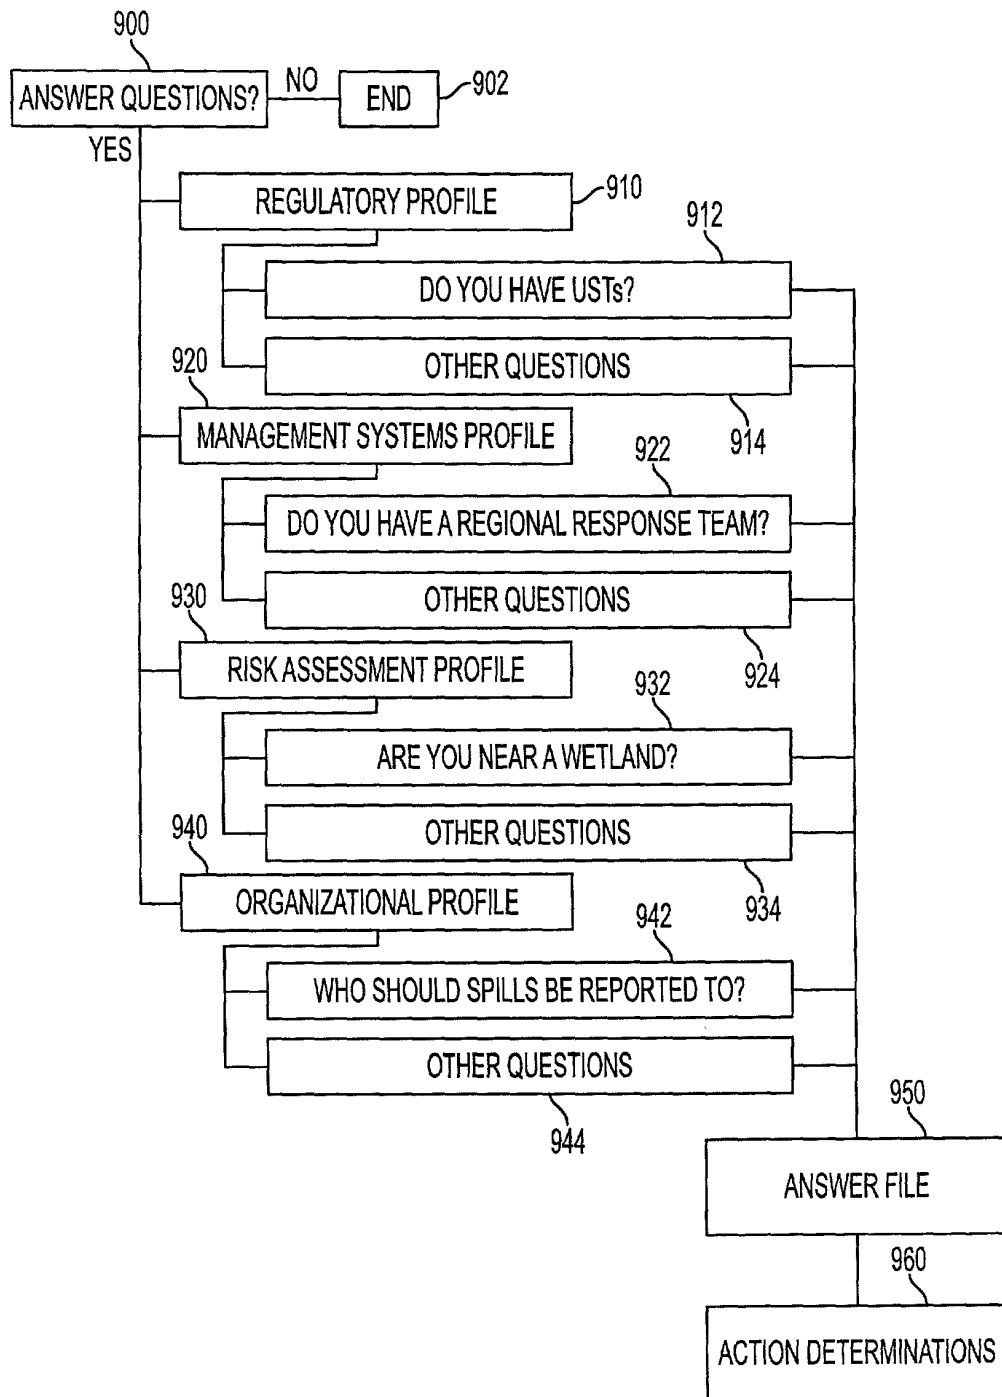 900
ANSWER QUESTIONS?
NO
END
902
YES
REGULATORY PROFILE
910
912
DO YOU HAVE USTs?
OTHER QUESTIONS
914
920
MANAGEMENT SYSTEMS PROFILE
922
DO YOU HAVE A REGIONAL RESPONSE TEAM?
OTHER QUESTIONS
924
930
RISK ASSESSMENT PROFILE
932
ARE YOU NEAR A WETLAND?
OTHER QUESTIONS
934
940
ORGANIZATIONAL PROFILE
942
WHO SHOULD SPILLS BE REPORTED TO?
OTHER QUESTIONS
944
950
ANSWER FILE
960
ACTION DETERMINATIONS